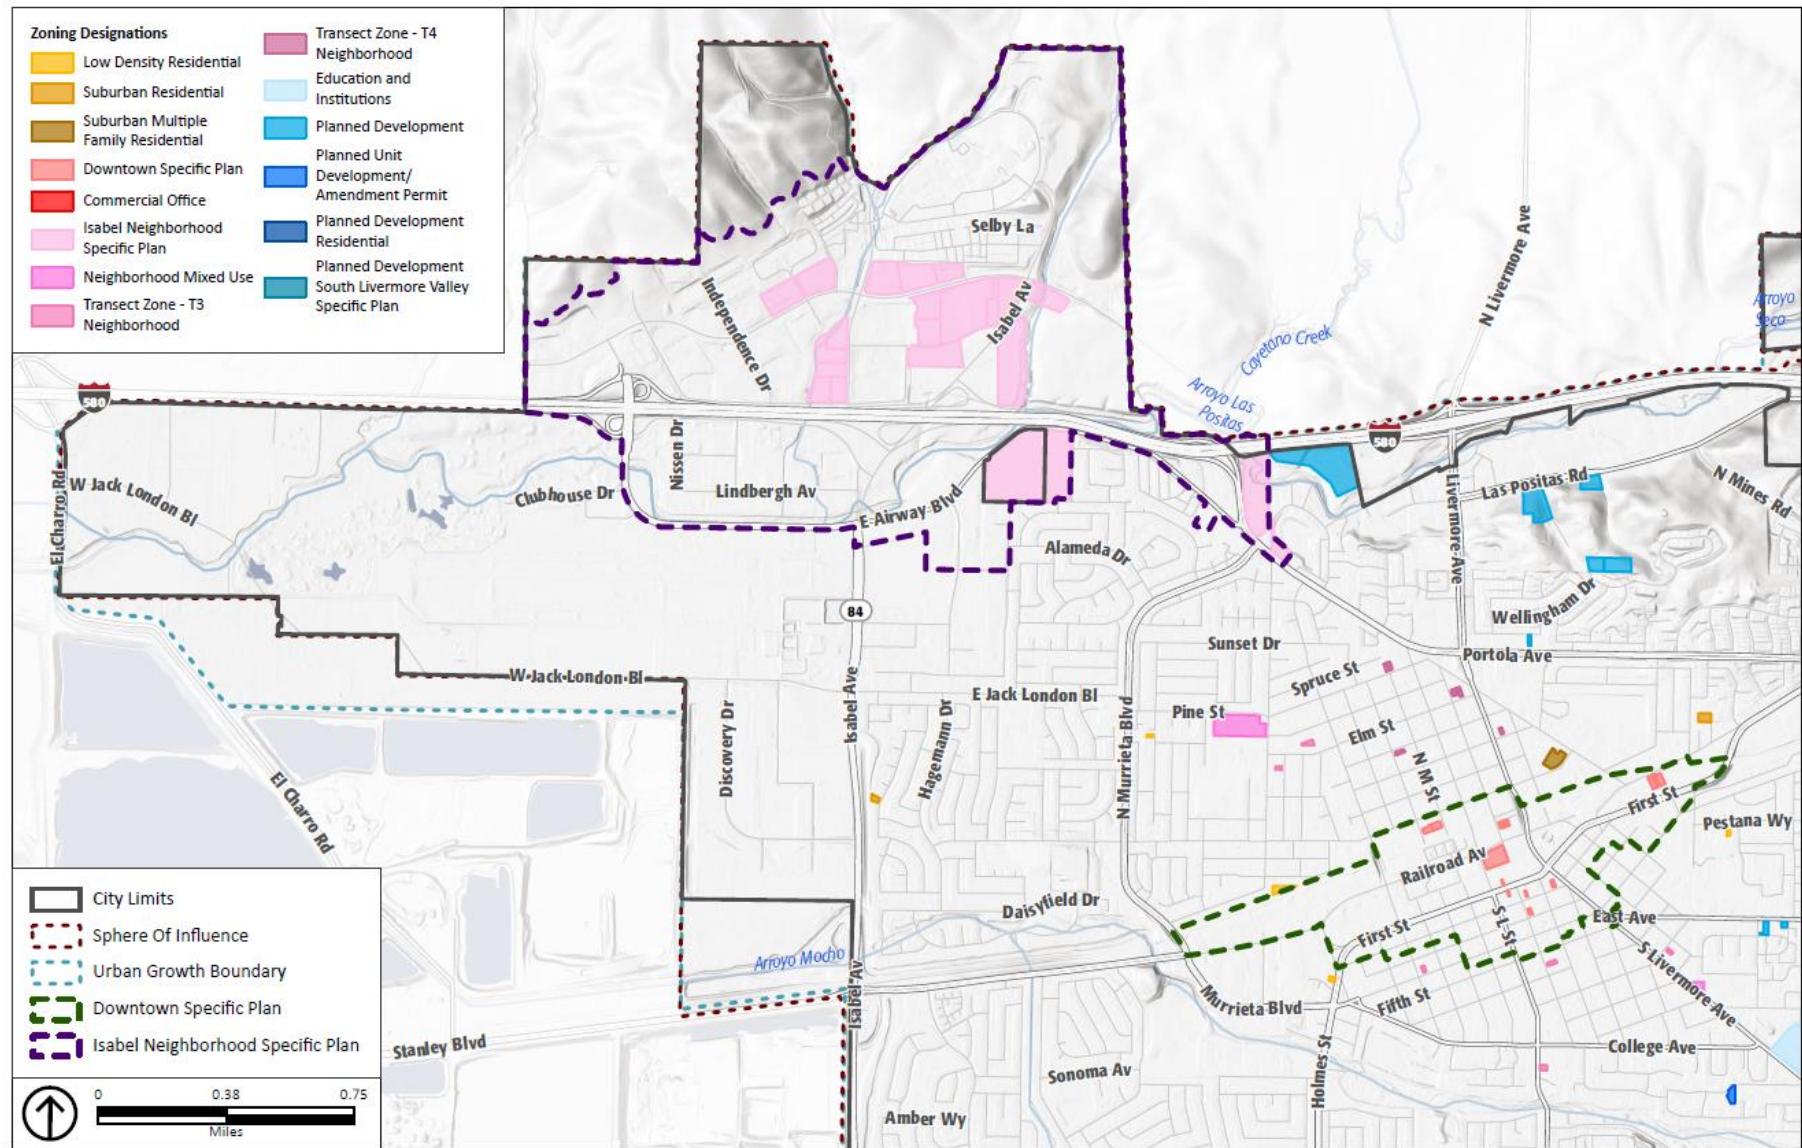 Zoning Designations
Low Density Residential
Suburban Residential
Suburban Multiple
Family Residential
Downtown Specific Plan
Commercial Office
Isabel Neighborhood
Specific Plan
Neighborhood Mixed Use
Transect Zone - T3
Neighborhood
Transect Zone - T4
Neighborhood
Education and
Institutions
Planned Development
Planned Unit
Development/
Amendment Permit
Planned Development
Residential
Planned Development
South Livermore Valley
Specific Plan
Selby La
Independence Dr
Isabel Av
N Livermore Ave
Arroyo
Seco
Cayetano Creek
Arroyo Las
Positas
580
580
El Charro Rd
W Jack London Bl
Clubhouse Dr
Nissen Dr
Lindbergh Av
E Airway Blvd
Alameda Dr
Livermore Ave
Las Positas Rd
N Mines Rd
Wellingham Dr
84
Sunset Dr
Portola Ave
W Jack London Bl
Isabel Ave
E Jack London Bl
Spruce St
Pine St
Elm St
Discovery Dr
Hagemann Dr
N Murrieta Blvd
N M St
First St
Pestana Wy
El Charro Rd
Railroad Av
Daisyfield Dr
First St
S L St
East Ave
S Livermore Ave
Arroyo Mocho
Isabel Av
Murrieta Blvd
Fifth St
Stanley Blvd
College Ave
Holmes St
Sonoma Av
Amber Wy
City Limits
Sphere Of Influence
Urban Growth Boundary
Downtown Specific Plan
Isabel Neighborhood Specific Plan
0 0.38 0.75
Miles